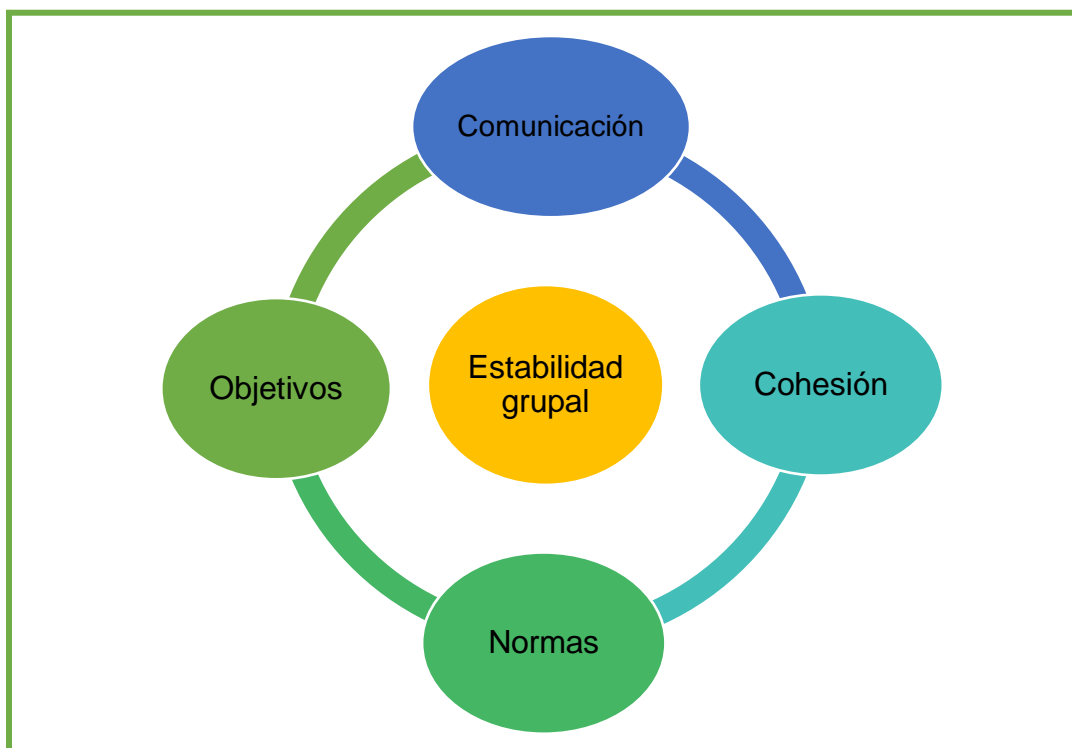 Comunicación
Objetivos
Estabilidad
grupal
Cohesión
Normas